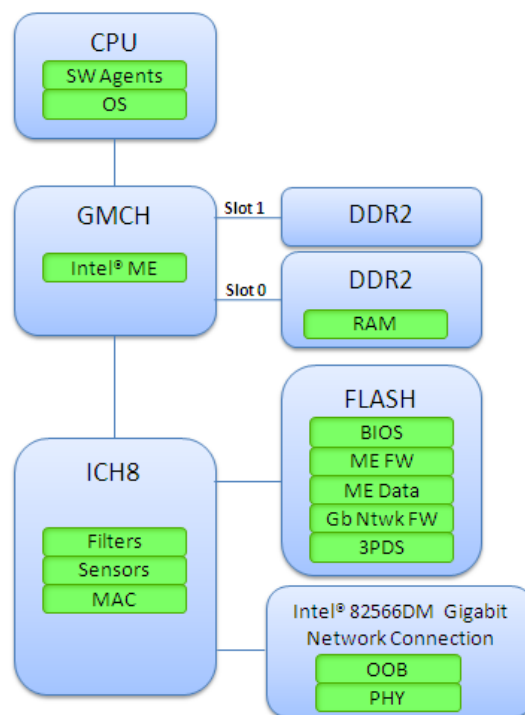 CPU
SW Agents
OS
GMCH
Intel® ME
Slot 1
DDR2
Slot 0
DDR2
RAM
FLASH
BIOS
ME FW
ME Data
Gb Ntwk FW
3PDS
ICH8
Filters
Sensors
MAC
Intel® 82566DM Gigabit
Network Connection
OOB
PHY